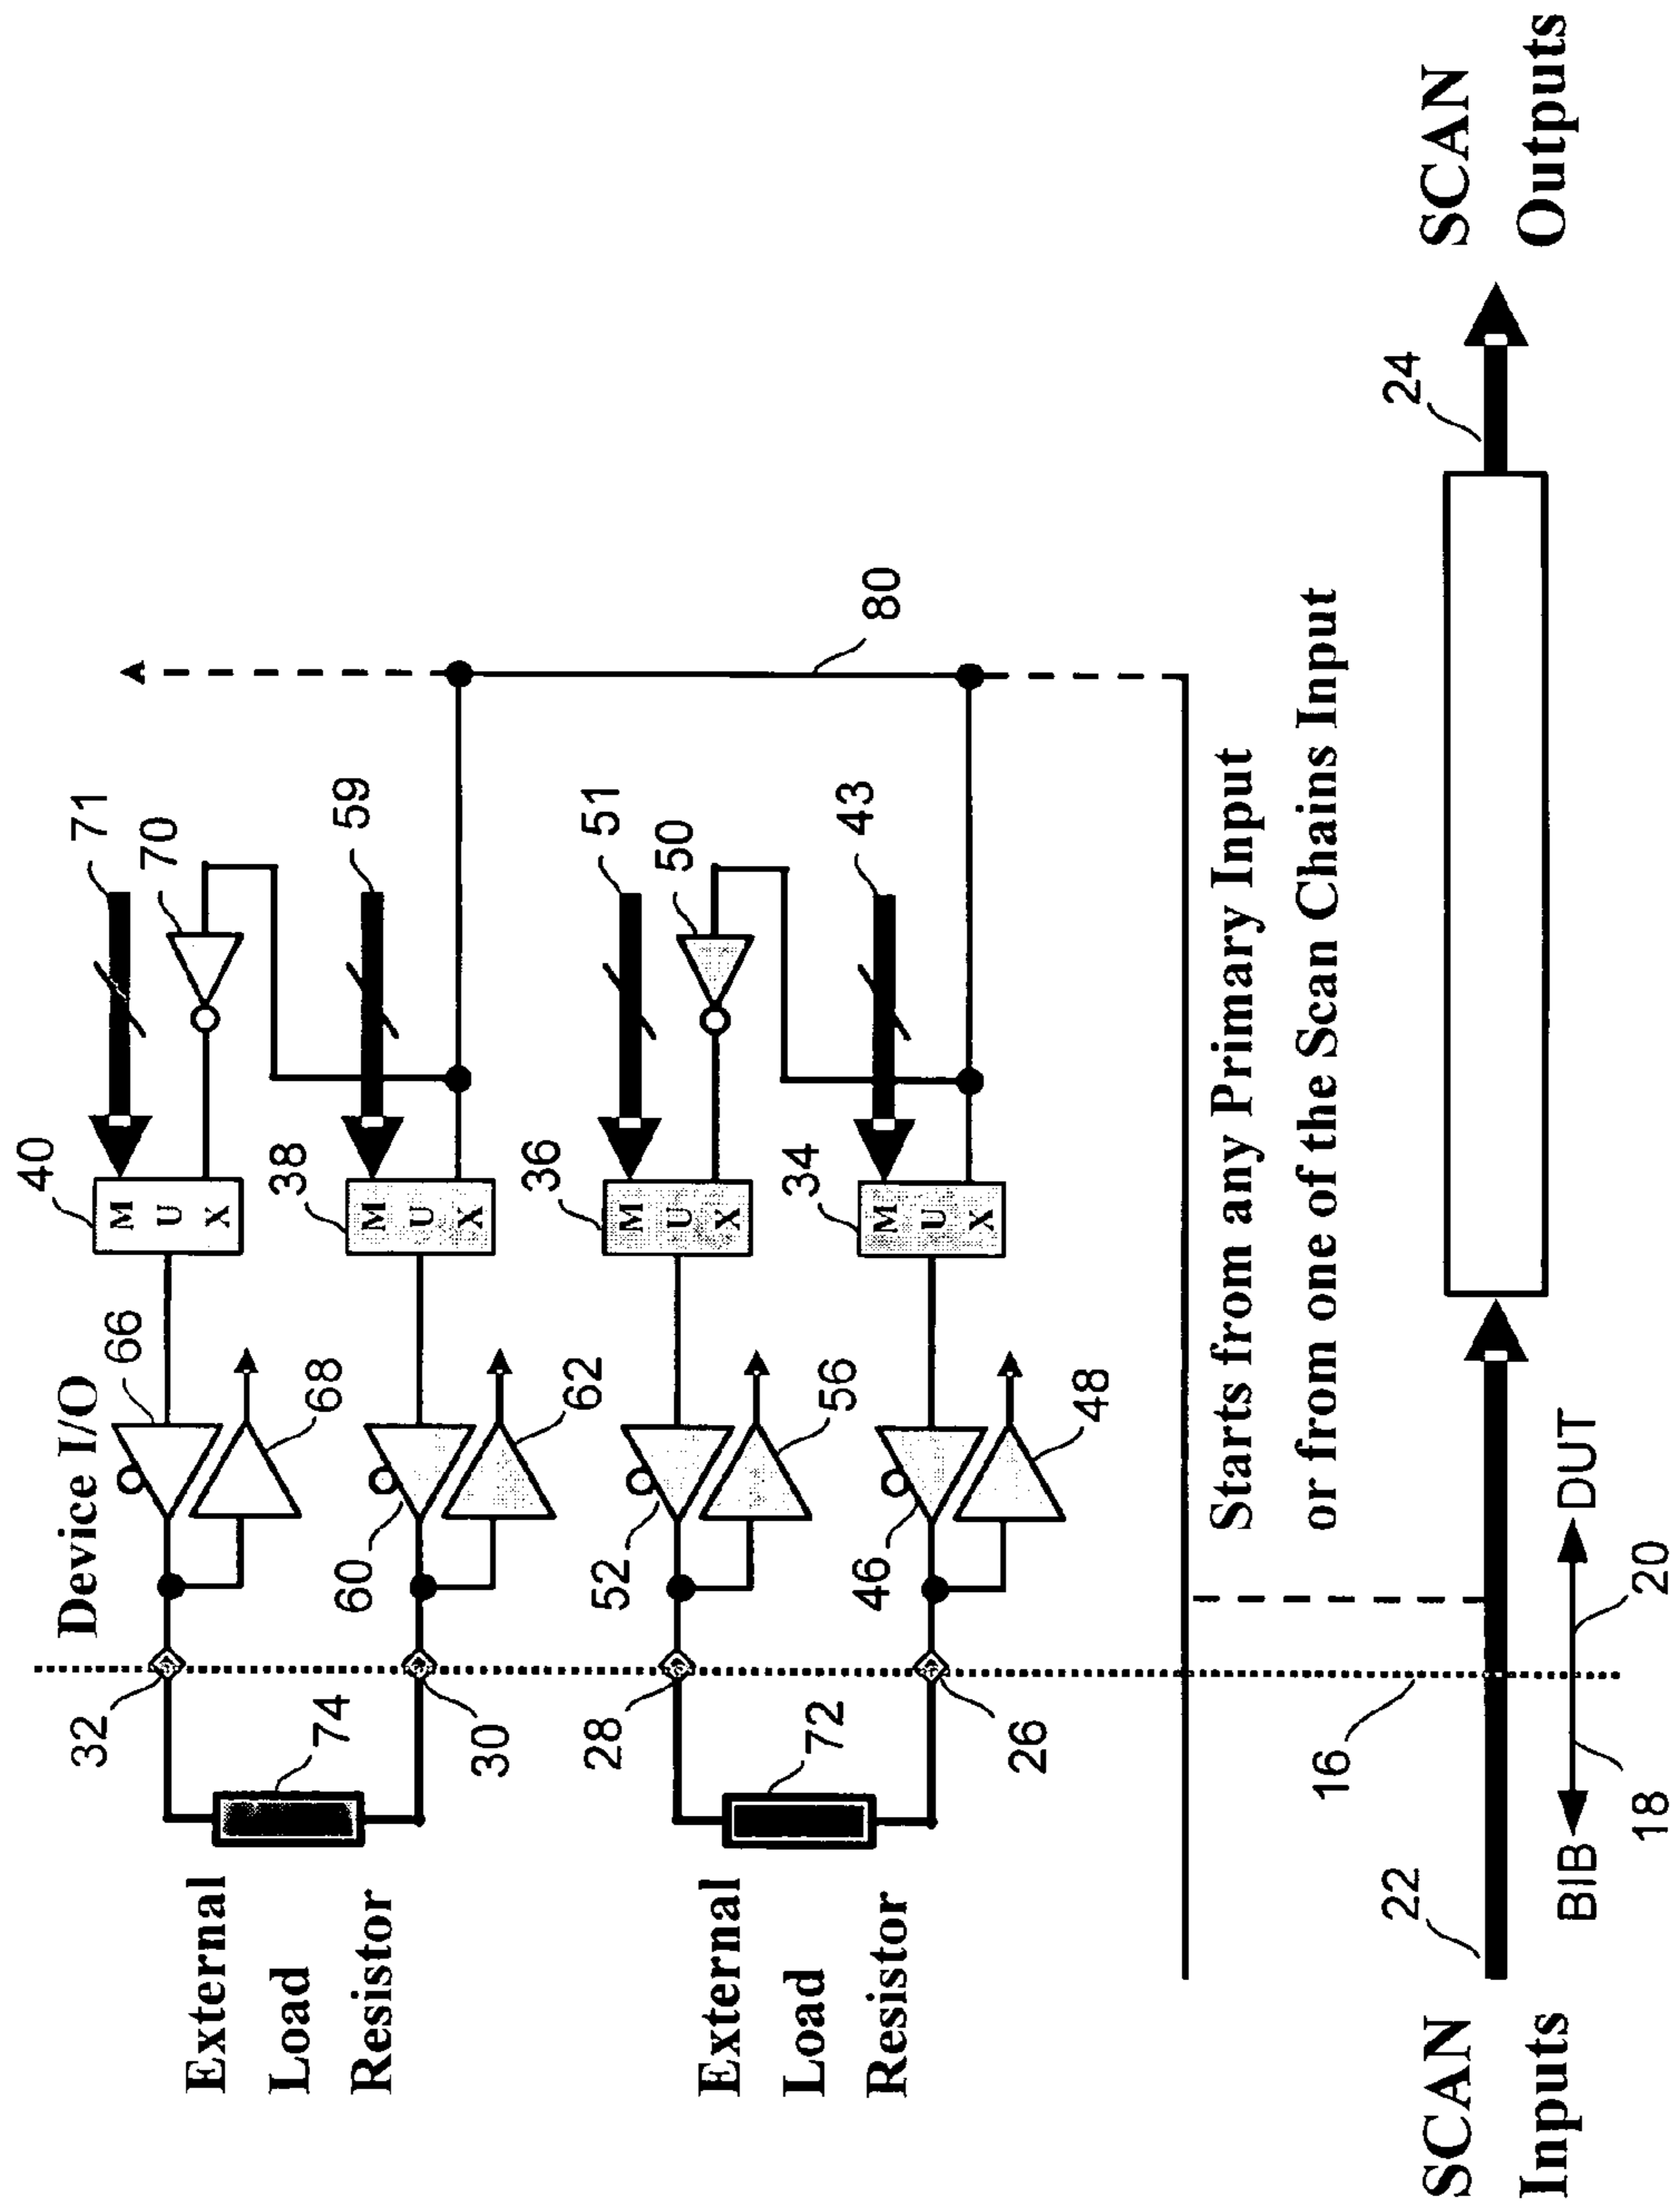 Device I/O
40
71
70
66
68
32
External
Load
Resistor
74
38
59
60
62
30
36
51
50
52
56
28
External
Load
Resistor
72
34
43
46
48
26
80
M
U
X
M
U
X
M
U
X
M
U
X
Starts from any Primary Input
or from one of the Scan Chains Input
16
SCAN
Inputs
22
24
SCAN
Outputs
BIB
DUT
18
20